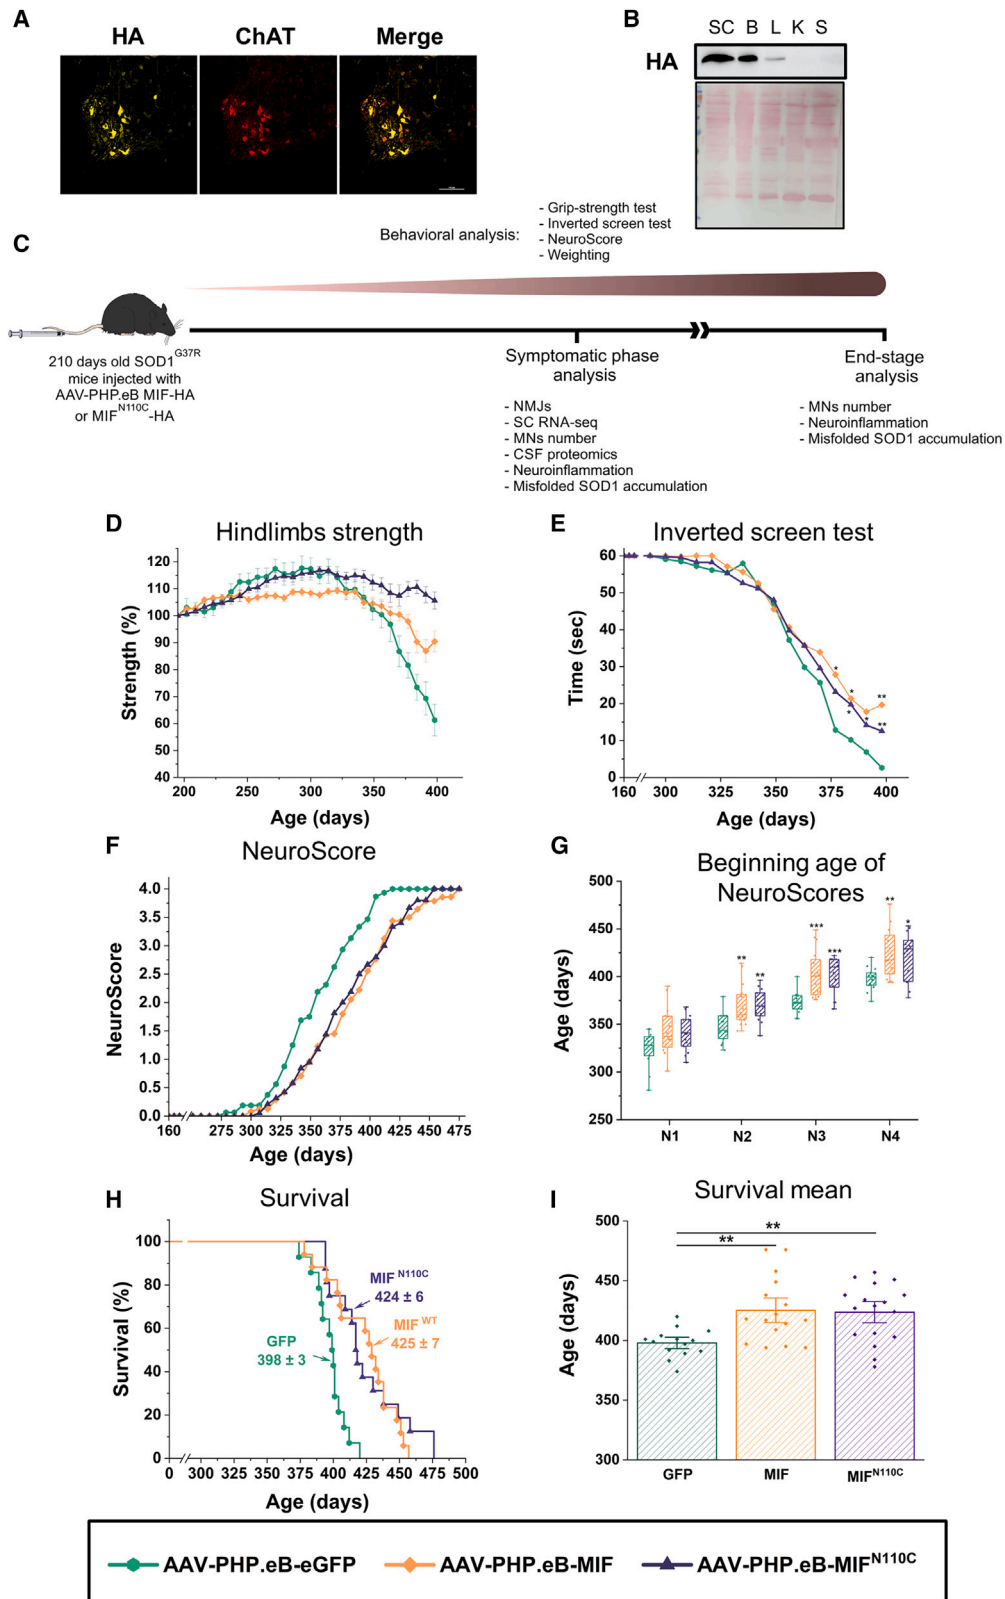 A
HA
ChAT
Merge
B
SC B L K S
HA
C
Behavioral analysis:
- Grip-strength test
- Inverted screen test
- NeuroScore
- Weighting
210 days old SOD1^G37R
mice injected with
AAV-PHP.eB MIF-HA
or MIF^N110C-HA
Symptomatic phase
analysis
- NMJs
- SC RNA-seq
- MNs number
- CSF proteomics
- Neuroinflammation
- Misfolded SOD1 accumulation
End-stage
analysis
- MNs number
- Neuroinflammation
- Misfolded SOD1 accumulation
D
Hindlimbs strength
Strength (%)
120
110
100
90
80
70
60
50
40
200 250 300 350 400
Age (days)
E
Inverted screen test
Time (sec)
60
50
40
30
20
10
0
160 300 325 350 375 400
Age (days)
* * **
* * **
F
NeuroScore
NeuroScore
4.0
3.5
3.0
2.5
2.0
1.5
1.0
0.5
0.0
160 275 300 325 350 375 400 425 450 475
Age (days)
G
Beginning age of
NeuroScores
Age (days)
500
450
400
350
300
250
** ** *** *** ** *
N1 N2 N3 N4
H
Survival
Survival (%)
100
80
60
40
20
0
MIF^N110C
424 ± 6
MIF^WT
425 ± 7
GFP
398 ± 3
0 300 325 350 375 400 425 450 475 500
Age (days)
I
Survival mean
Age (days)
500
450
400
350
300
**
**
GFP MIF MIF^N110C
AAV-PHP.eB-eGFP AAV-PHP.eB-MIF AAV-PHP.eB-MIF^N110C